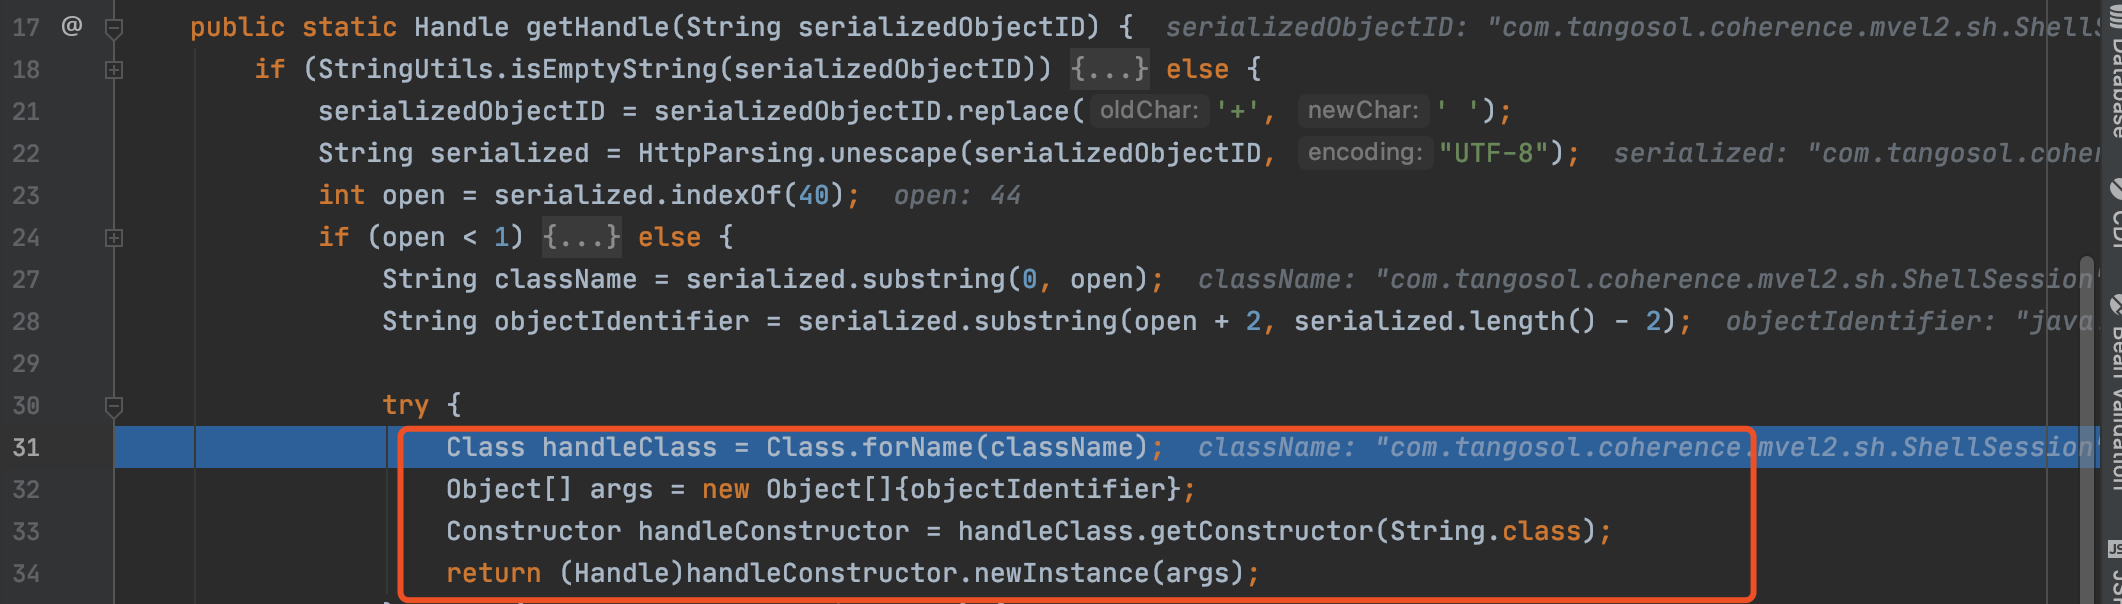 17 @ public static Handle getHandle(String serializedObjectID) { serializedObjectID: "com.tangosol.coherence.mvel2.sh.ShellS
18 if (StringUtils.isEmptyString(serializedObjectID)) {...} else {
21 serializedObjectID = serializedObjectID.replace( oldChar: '+', newChar: ' ');
22 String serialized = HttpParsing.unescape(serializedObjectID, encoding: "UTF-8"); serialized: "com.tangosol.coher
23 int open = serialized.indexOf(40); open: 44
24 if (open < 1) {...} else {
27 String className = serialized.substring(0, open); className: "com.tangosol.coherence.mvel2.sh.ShellSession"
28 String objectIdentifier = serialized.substring(open + 2, serialized.length() - 2); objectIdentifier: "java.
29
30 try {
31 Class handleClass = Class.forName(className); className: "com.tangosol.coherence.mvel2.sh.ShellSession"
32 Object[] args = new Object[]{objectIdentifier};
33 Constructor handleConstructor = handleClass.getConstructor(String.class);
34 return (Handle)handleConstructor.newInstance(args);
Database
CDI
Bean Validation